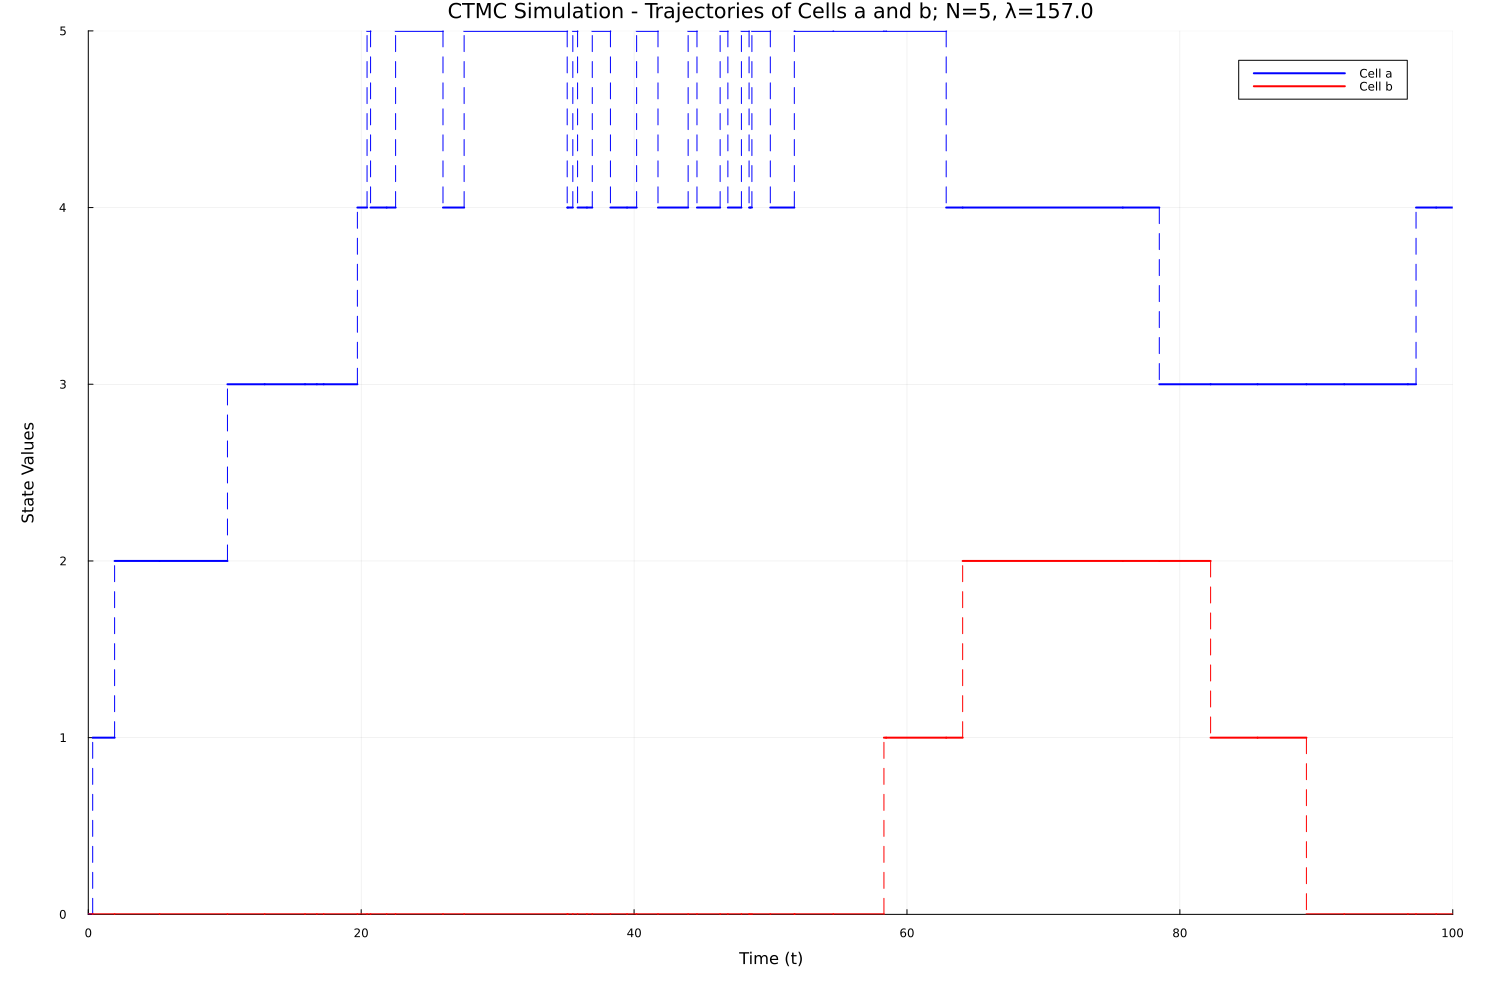 CTMC Simulation - Trajectories of Cells a and b; N=5, λ=157.0
5
4
3
2
1
0
State Values
Cell a
Cell b
0 20 40 60 80 100
Time (t)